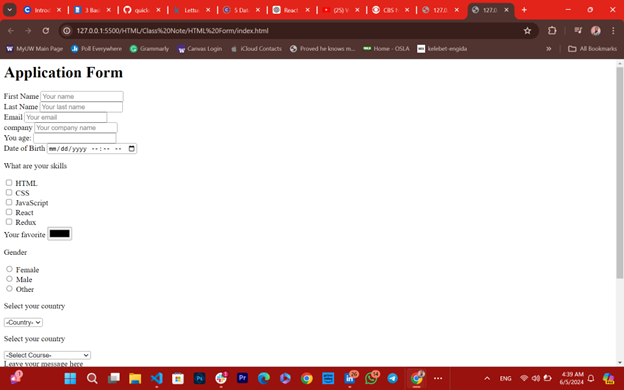 Introd
3 Bas
quick
Letto
5 Dai
React
(25) V
CBS N
127.0.
127.0.
127.0.0.1:5500/HTML/Class%20Note/HTML%20Form/index.html
MyUW Main Page
Poll Everywhere
Grammarly
Canvas Login
iCloud Contacts
Proved he knows m...
Home - OSLA
kefebet-engida
»
All Bookmarks
Application Form
First Name Your name
Last Name Your last name
Email Your email
company Your company name
You age:
Date of Birth mm/dd/yyyy --:-- --
What are your skills
HTML
CSS
JavaScript
React
Redux
Your favorite
Gender
Female
Male
Other
Select your country
-Country-
Select your country
-Select Course-
Leave your message here
ENG
4:39 AM
6/5/2024